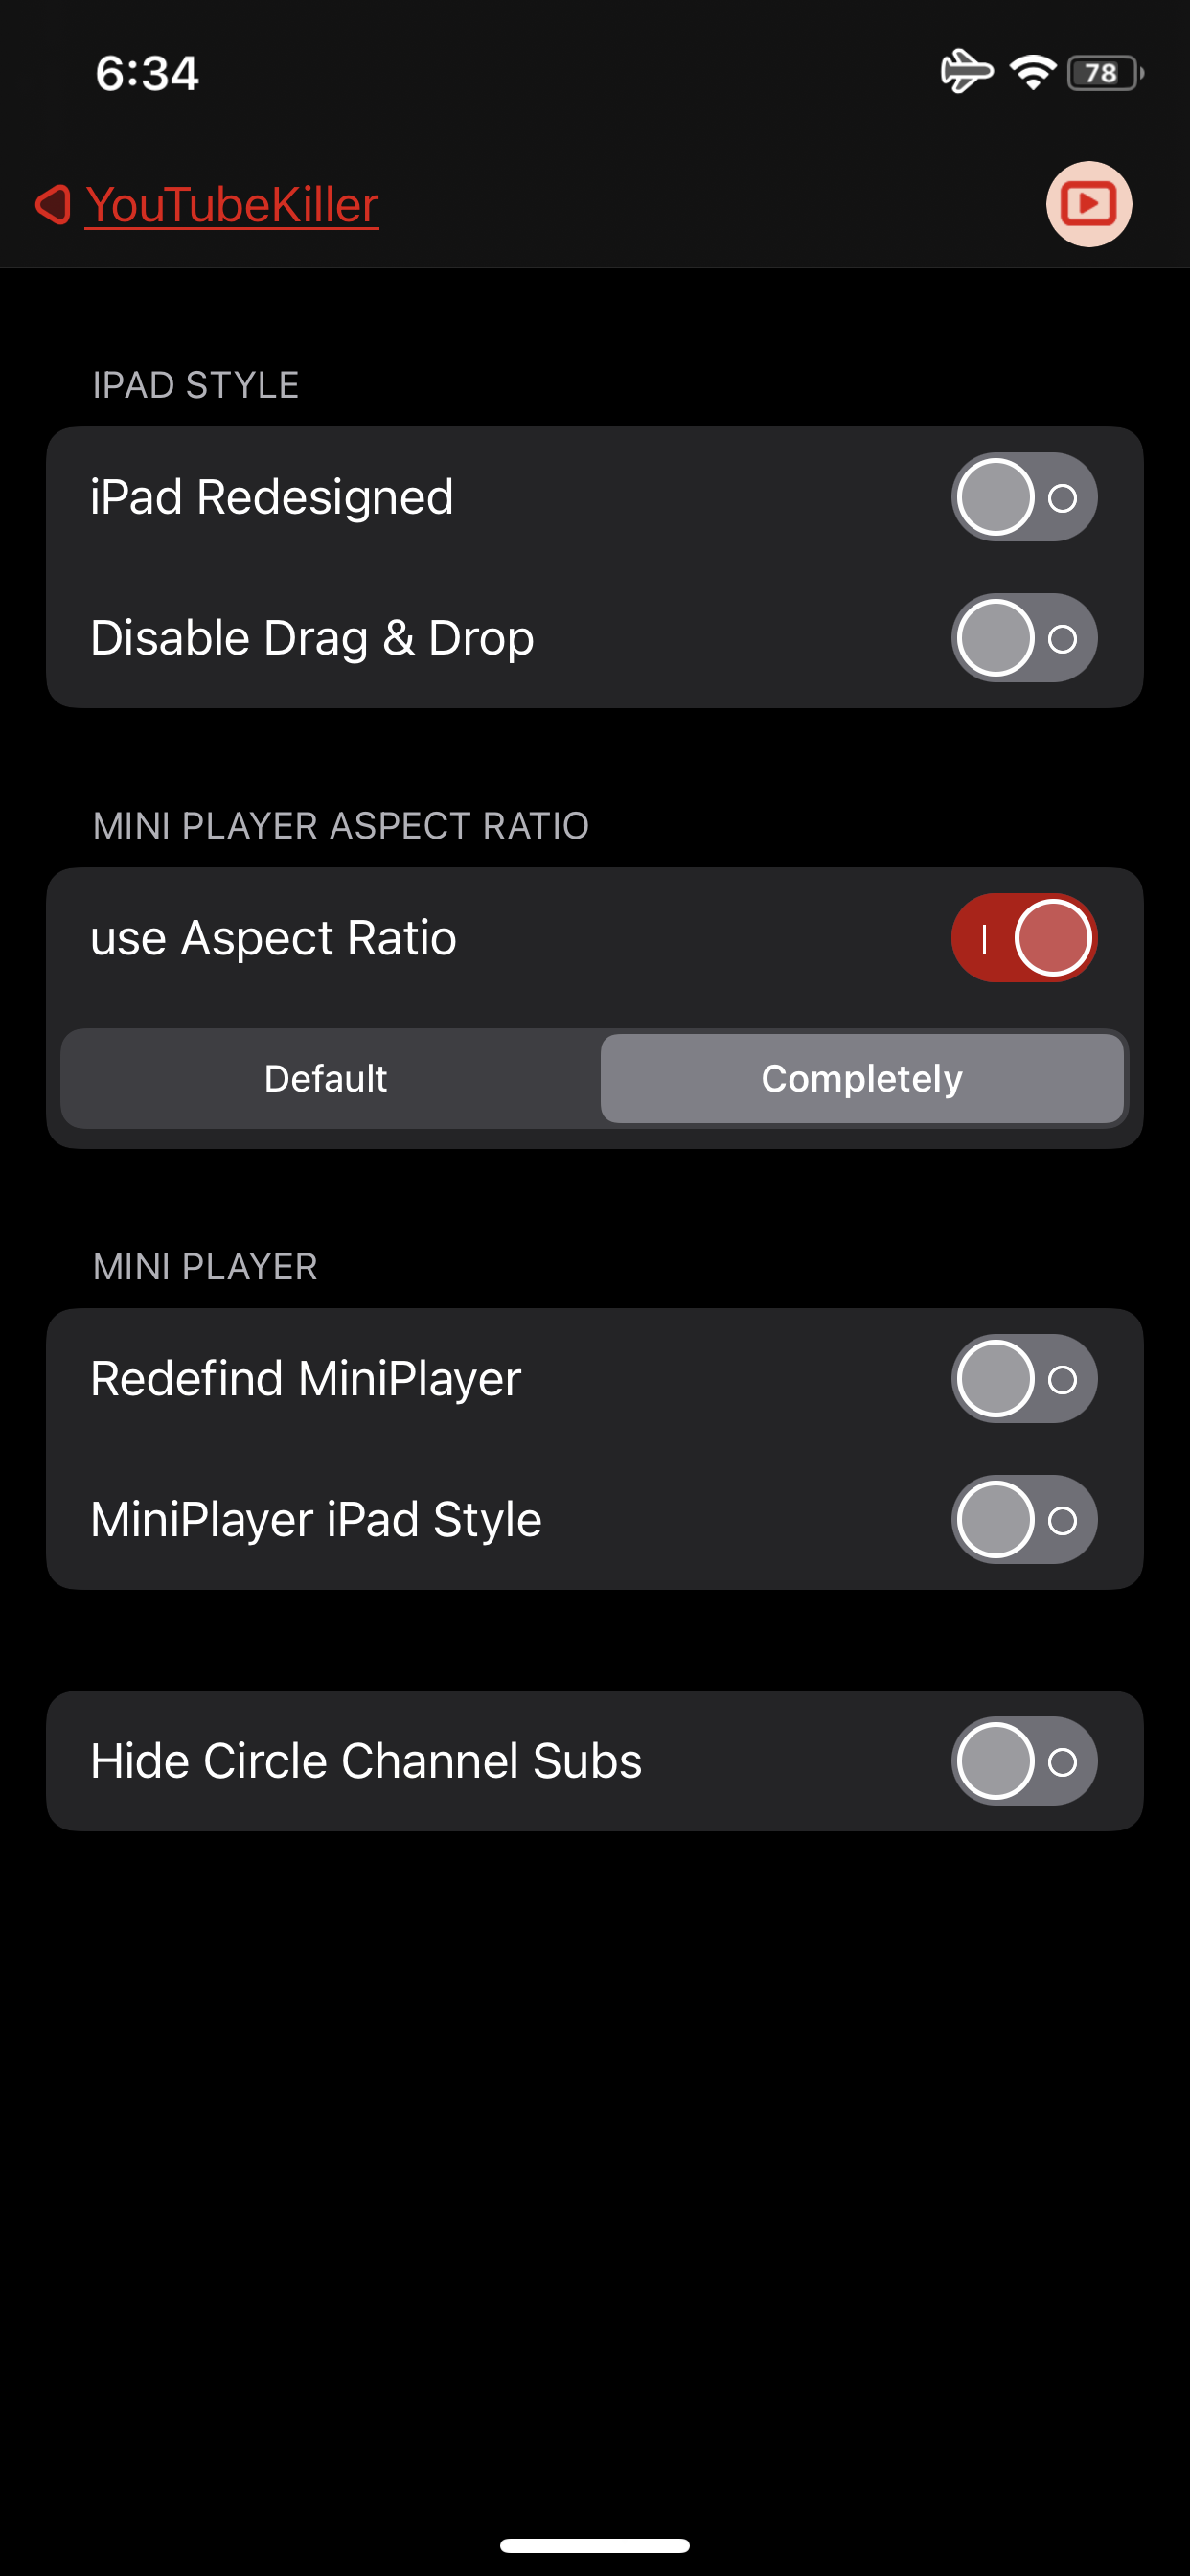 6:34
78
YouTubeKiller
IPAD STYLE
iPad Redesigned
Disable Drag & Drop
MINI PLAYER ASPECT RATIO
use Aspect Ratio
Default
Completely
MINI PLAYER
Redefind MiniPlayer
MiniPlayer iPad Style
Hide Circle Channel Subs